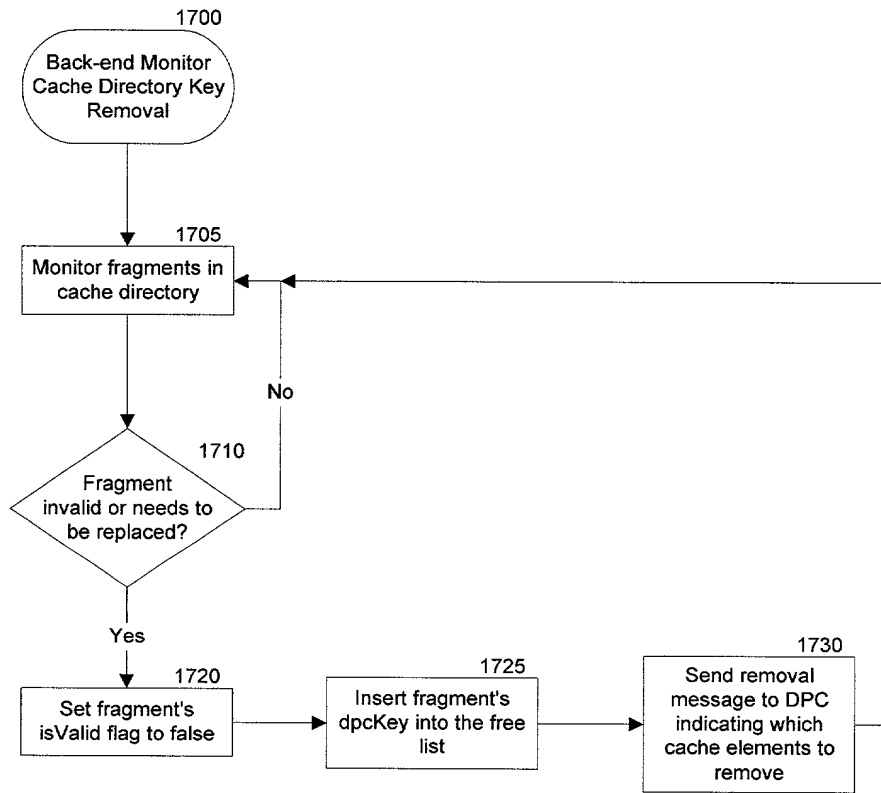 1700
Back-end Monitor
Cache Directory Key
Removal
1705
Monitor fragments in
cache directory
No
1710
Fragment
invalid or needs to
be replaced?
Yes
1720
Set fragment's
isValid flag to false
1725
Insert fragment's
dpcKey into the free
list
1730
Send removal
message to DPC
indicating which
cache elements to
remove